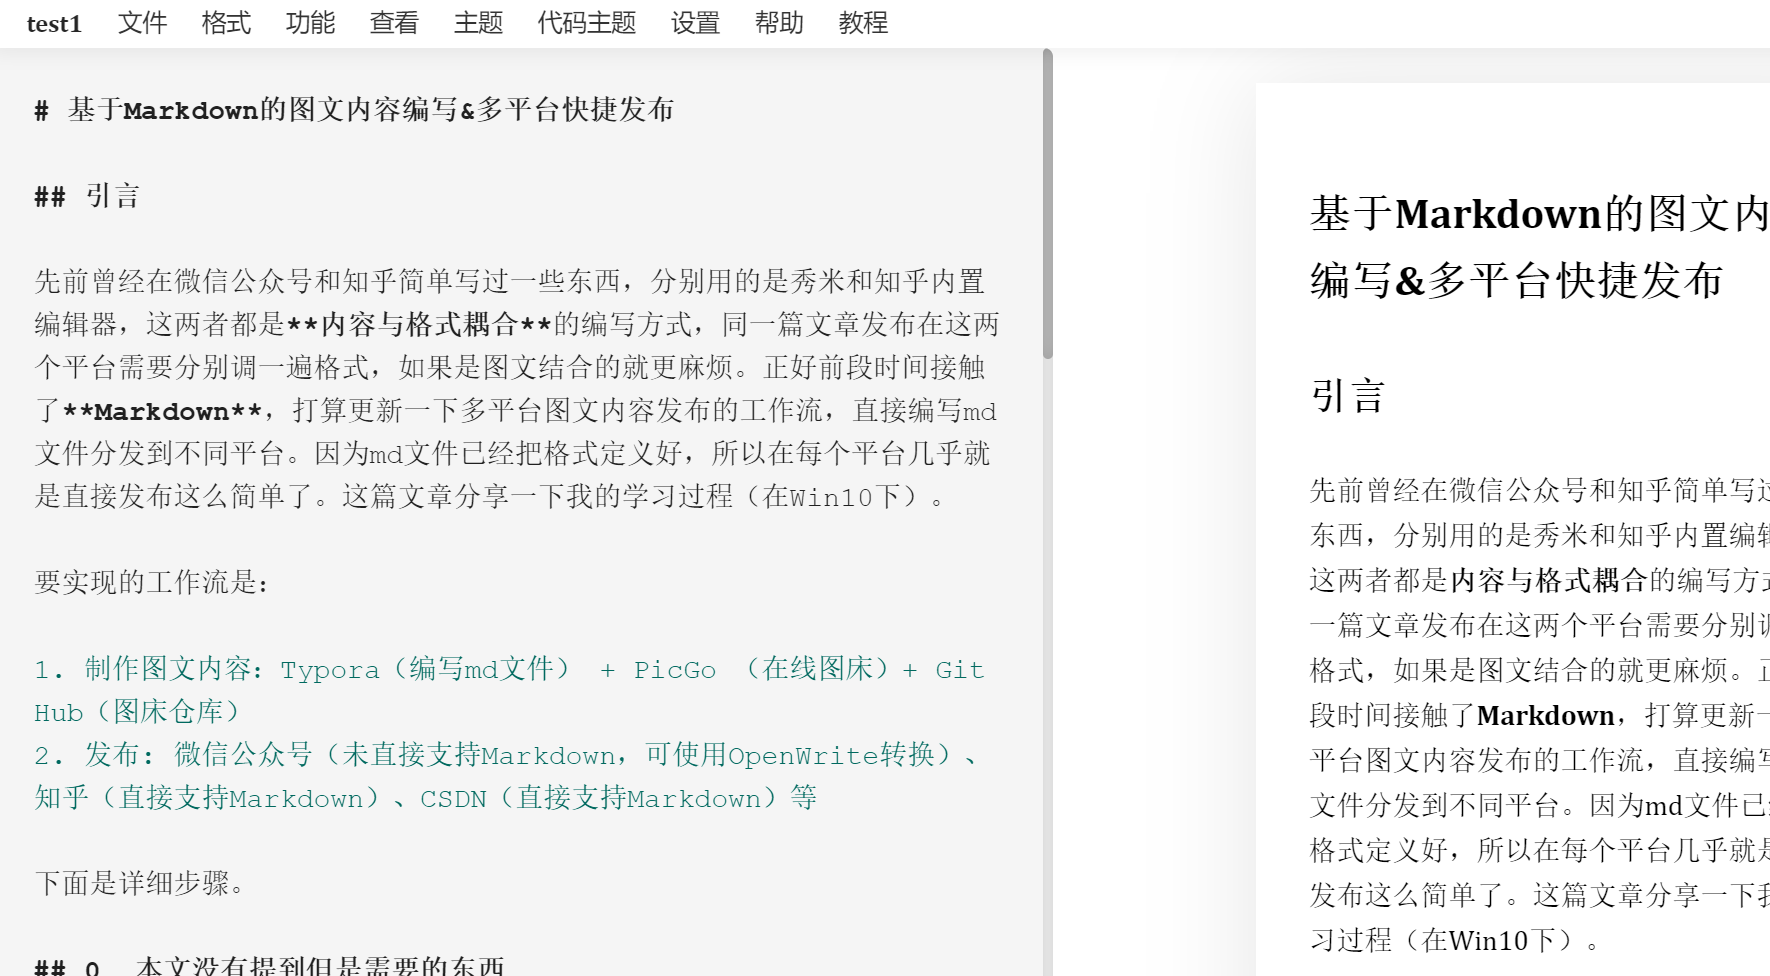 test1 文件 格式 功能 查看 主题 代码主题 设置 帮助 教程
# 基于Markdown的图文内容编写&多平台快捷发布
## 引言
先前曾经在微信公众号和知乎简单写过一些东西，分别用的是秀米和知乎内置
编辑器，这两者都是**内容与格式耦合**的编写方式，同一篇文章发布在这两
个平台需要分别调一遍格式，如果是图文结合的就更麻烦。正好前段时间接触
了**Markdown**，打算更新一下多平台图文内容发布的工作流，直接编写md
文件分发到不同平台。因为md文件已经把格式定义好，所以在每个平台几乎就
是直接发布这么简单了。这篇文章分享一下我的学习过程（在Win10下）。
要实现的工作流是：
1. 制作图文内容：Typora（编写md文件） + PicGo （在线图床）+ Git
Hub（图床仓库）
2. 发布: 微信公众号（未直接支持Markdown，可使用OpenWrite转换）、
知乎（直接支持Markdown）、CSDN（直接支持Markdown）等
下面是详细步骤。
## 0 本文没有提到但是需要的东西
基于Markdown的图文内
编写&多平台快捷发布
引言
先前曾经在微信公众号和知乎简单写过
东西，分别用的是秀米和知乎内置编辑
这两者都是内容与格式耦合的编写方式
一篇文章发布在这两个平台需要分别调
格式，如果是图文结合的就更麻烦。正
段时间接触了Markdown，打算更新一
平台图文内容发布的工作流，直接编写
文件分发到不同平台。因为md文件已
格式定义好，所以在每个平台几乎就是
发布这么简单了。这篇文章分享一下我
习过程（在Win10下）。